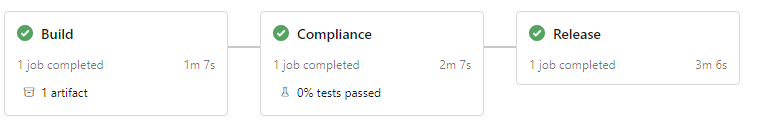 Build
1 job completed 1m 7s
1 artifact
Compliance
1 job completed 2m 7s
0% tests passed
Release
1 job completed 3m 6s